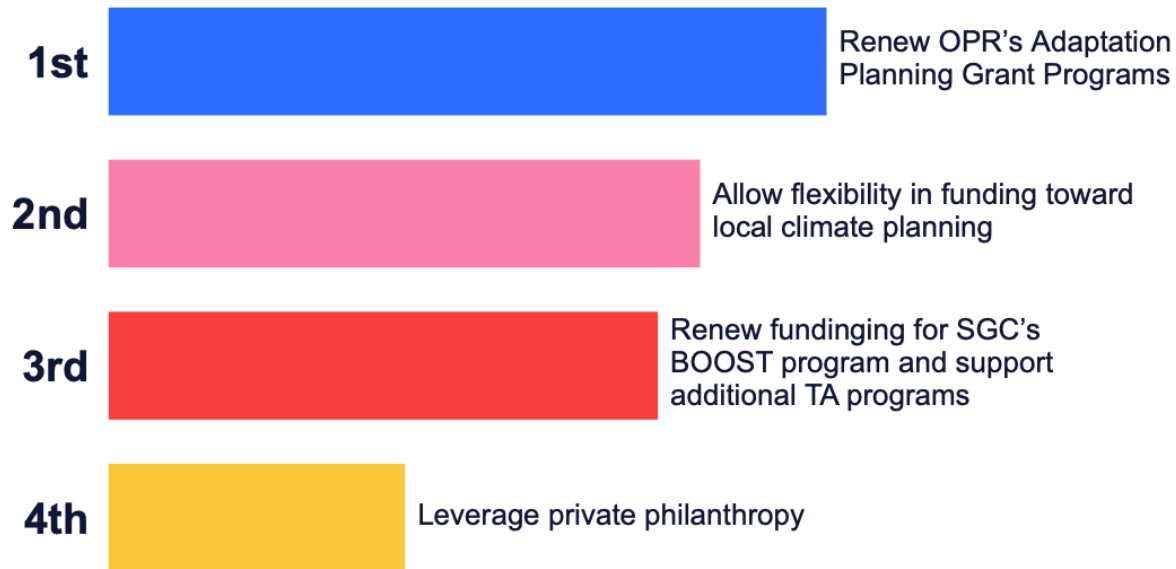 1st
Renew OPR’s Adaptation
Planning Grant Programs
2nd
Allow flexibility in funding toward
local climate planning
3rd
Renew fundinging for SGC’s
BOOST program and support
additional TA programs
4th
Leverage private philanthropy